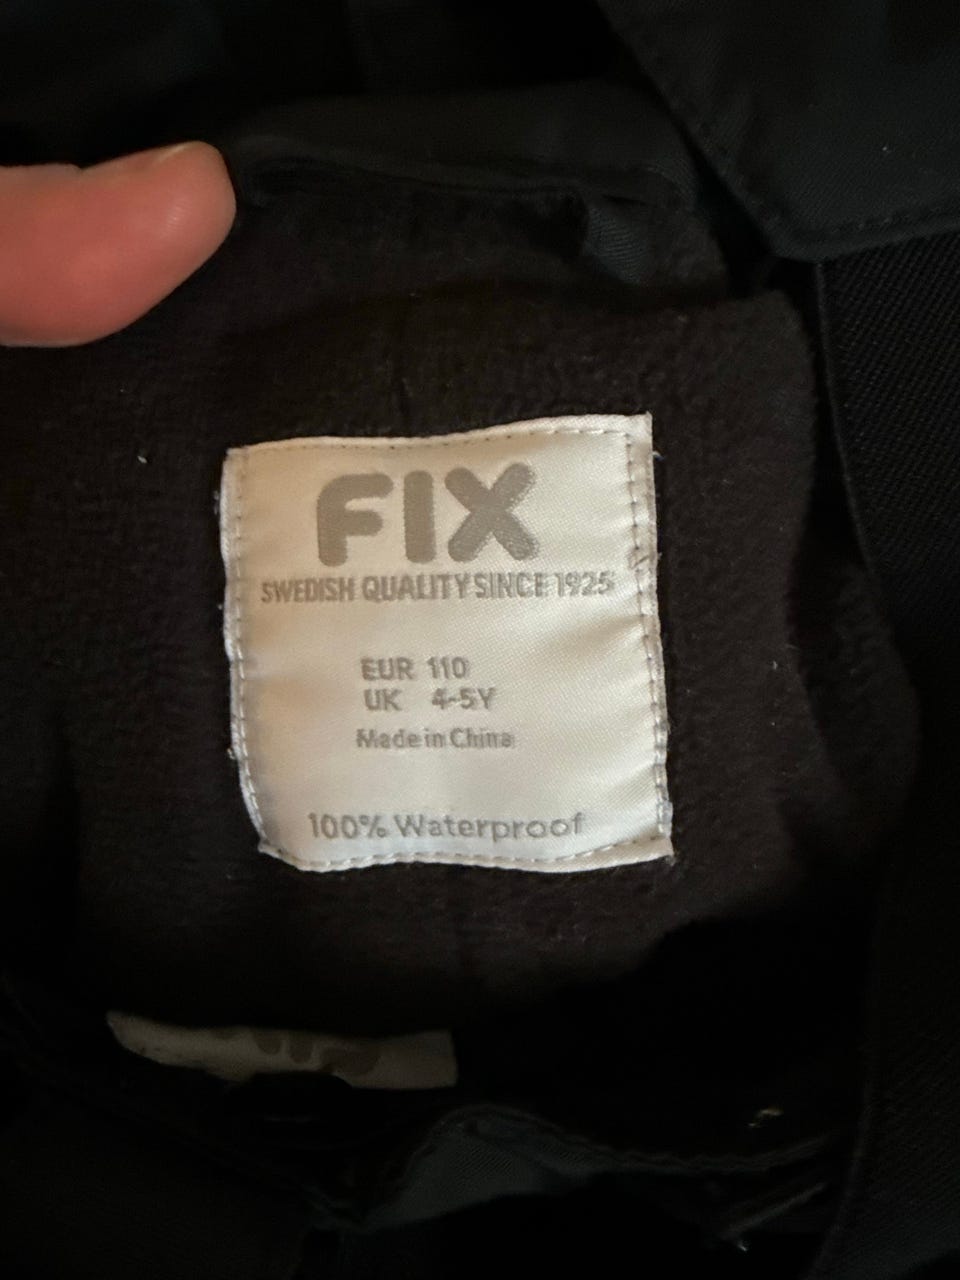 FIX
SWEDISH QUALITY SINCE 1925
EUR 110
UK 4-5Y
Made in China
100% Waterproof